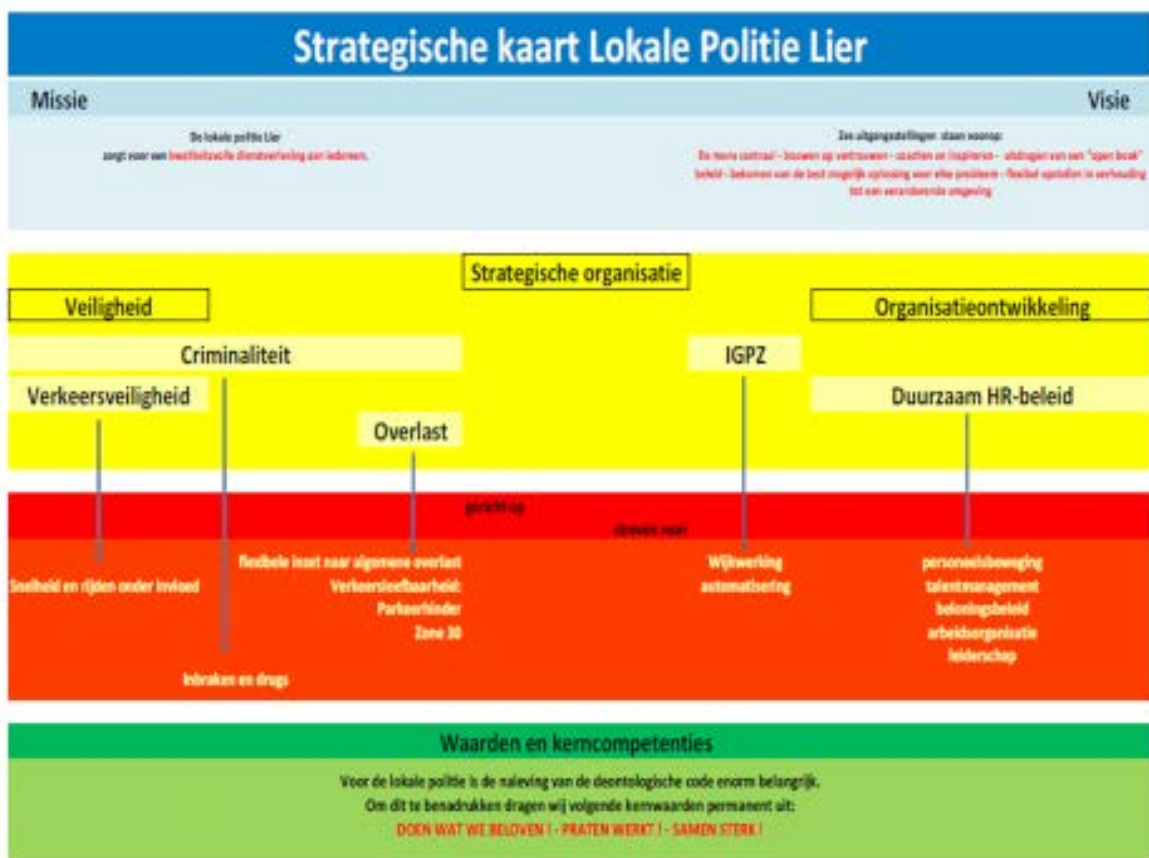 Strategische kaart Lokale Politie Lier
Missie
Visie
De lokale politie Lier
zorgt voor een kwaliteitsvolle dienstverlening aan iedereen.
Zes uitgangsstellingen staan voorop:
De mens centraal - bouwen op vertrouwen - coachen en inspireren - uitdragen van een "open boek"
beleid - bekomen van de best mogelijk oplossing voor elke probleem - flexibel opstellen in verhouding
tot een veranderende omgeving
Strategische organisatie
Veiligheid
Organisatieontwikkeling
Criminaliteit
IGPZ
Verkeersveiligheid
Duurzaam HR-beleid
Overlast
gericht op
streven naar
flexibele inzet naar algemene overlast
Snelheid en rijden onder invloed
Verkeersleefbaarheid:
Parkeerhinder
Zone 30
Wijkwerking
automatisering
personeelsbeweging
talentmanagement
beloningsbeleid
arbeidsorganisatie
leiderschap
Inbraken en drugs
Waarden en kerncompetenties
Voor de lokale politie is de naleving van de deontologische code enorm belangrijk.
Om dit te benadrukken dragen wij volgende kernwaarden permanent uit:
DOEN WAT WE BELOVEN ! - PRATEN WERKT ! - SAMEN STERK !